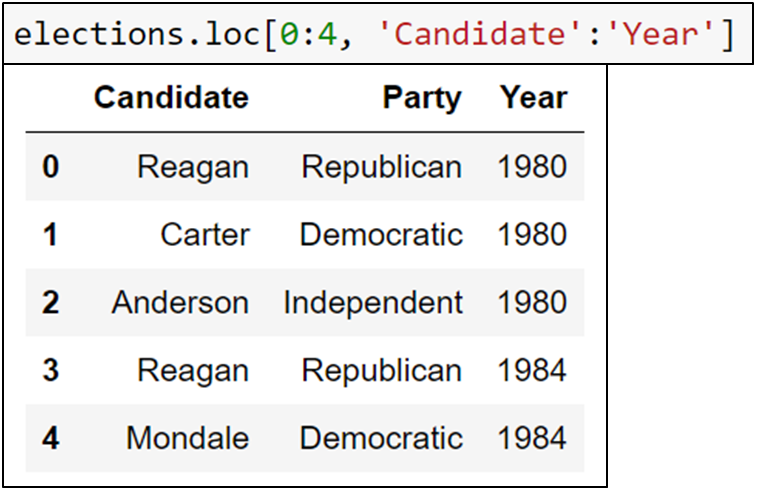 elections.loc[0:4, 'Candidate':'Year']
Candidate Party Year
0 Reagan Republican 1980
1 Carter Democratic 1980
2 Anderson Independent 1980
3 Reagan Republican 1984
4 Mondale Democratic 1984